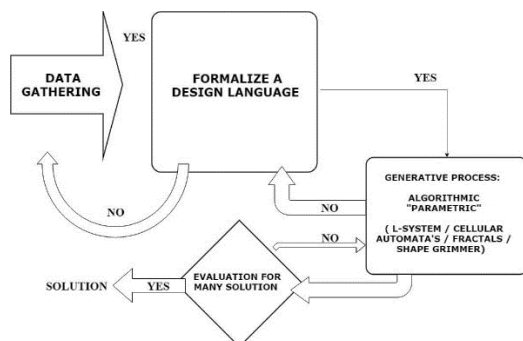 YES
DATA
GATHERING
FORMALIZE A
DESIGN LANGUAGE
YES
NO
GENERATIVE PROCESS:
ALGORITHMIC
"PARAMETRIC"
( L-SYSTEM / CELLULAR
AUTOMATA'S / FRACTALS /
SHAPE GRIMMER)
NO
NO
EVALUATION FOR
MANY SOLUTION
YES
SOLUTION